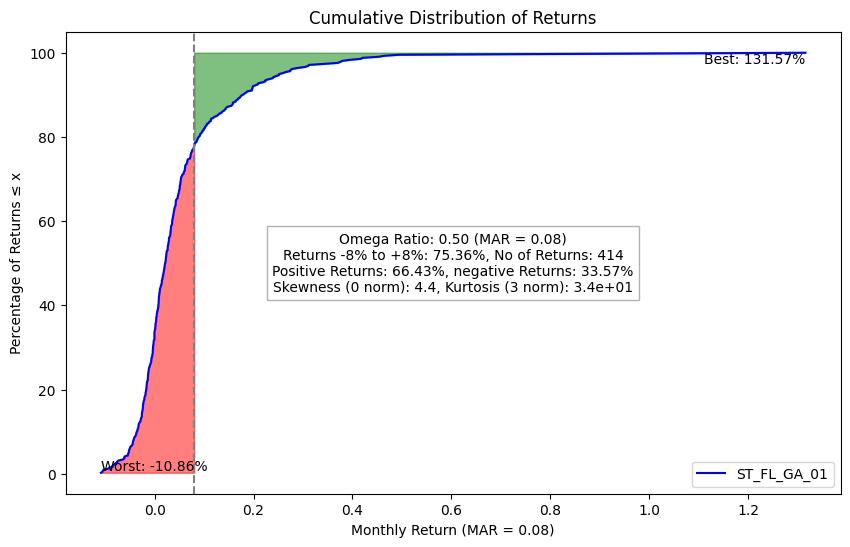 Cumulative Distribution of Returns
100
Best: 131.57%
80
Percentage of Returns ≤ x
60
Omega Ratio: 0.50 (MAR = 0.08)
Returns -8% to +8%: 75.36%, No of Returns: 414
Positive Returns: 66.43%, negative Returns: 33.57%
Skewness (0 norm): 4.4, Kurtosis (3 norm): 3.4e+01
40
20
Worst: -10.86%
0
ST_FL_GA_01
0.0 0.2 0.4 0.6 0.8 1.0 1.2
Monthly Return (MAR = 0.08)